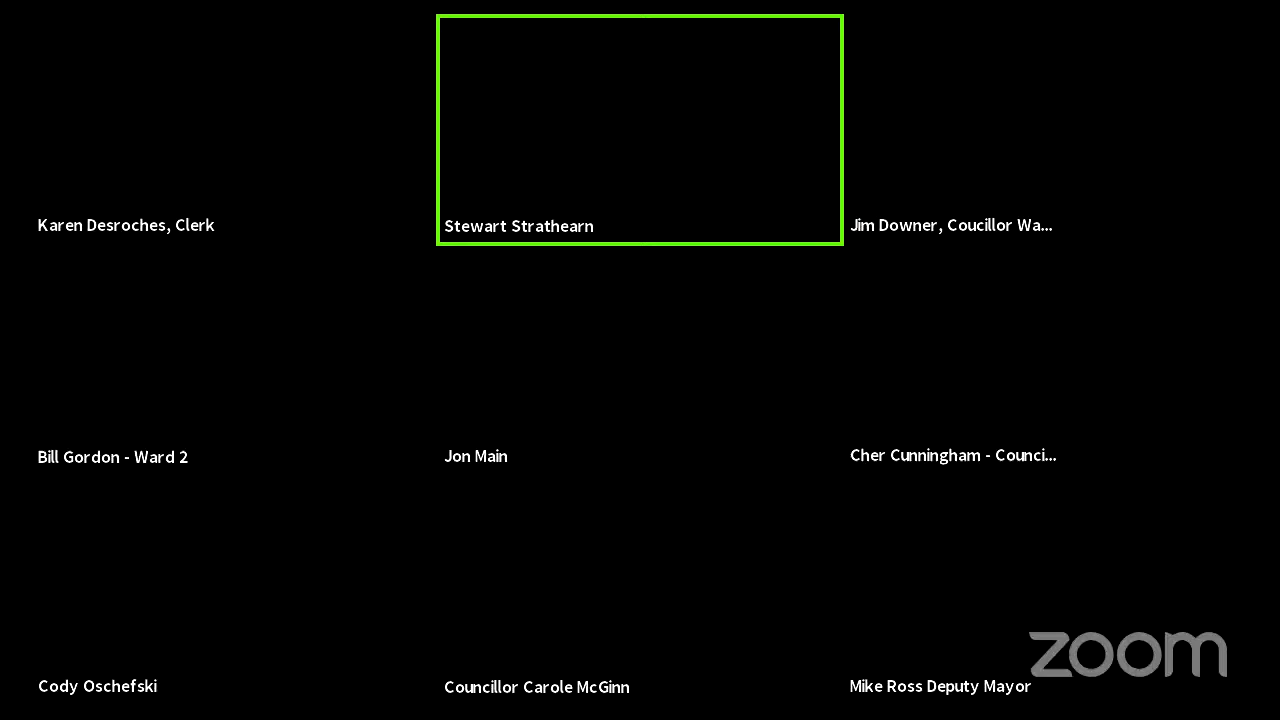 Karen Desroches, Clerk
Stewart Strathearn
Jim Downer, Coucillor Wa...
Bill Gordon - Ward 2
Jon Main
Cher Cunningham - Counci...
Cody Oschefski
Councillor Carole McGinn
Mike Ross Deputy Mayor
zoom